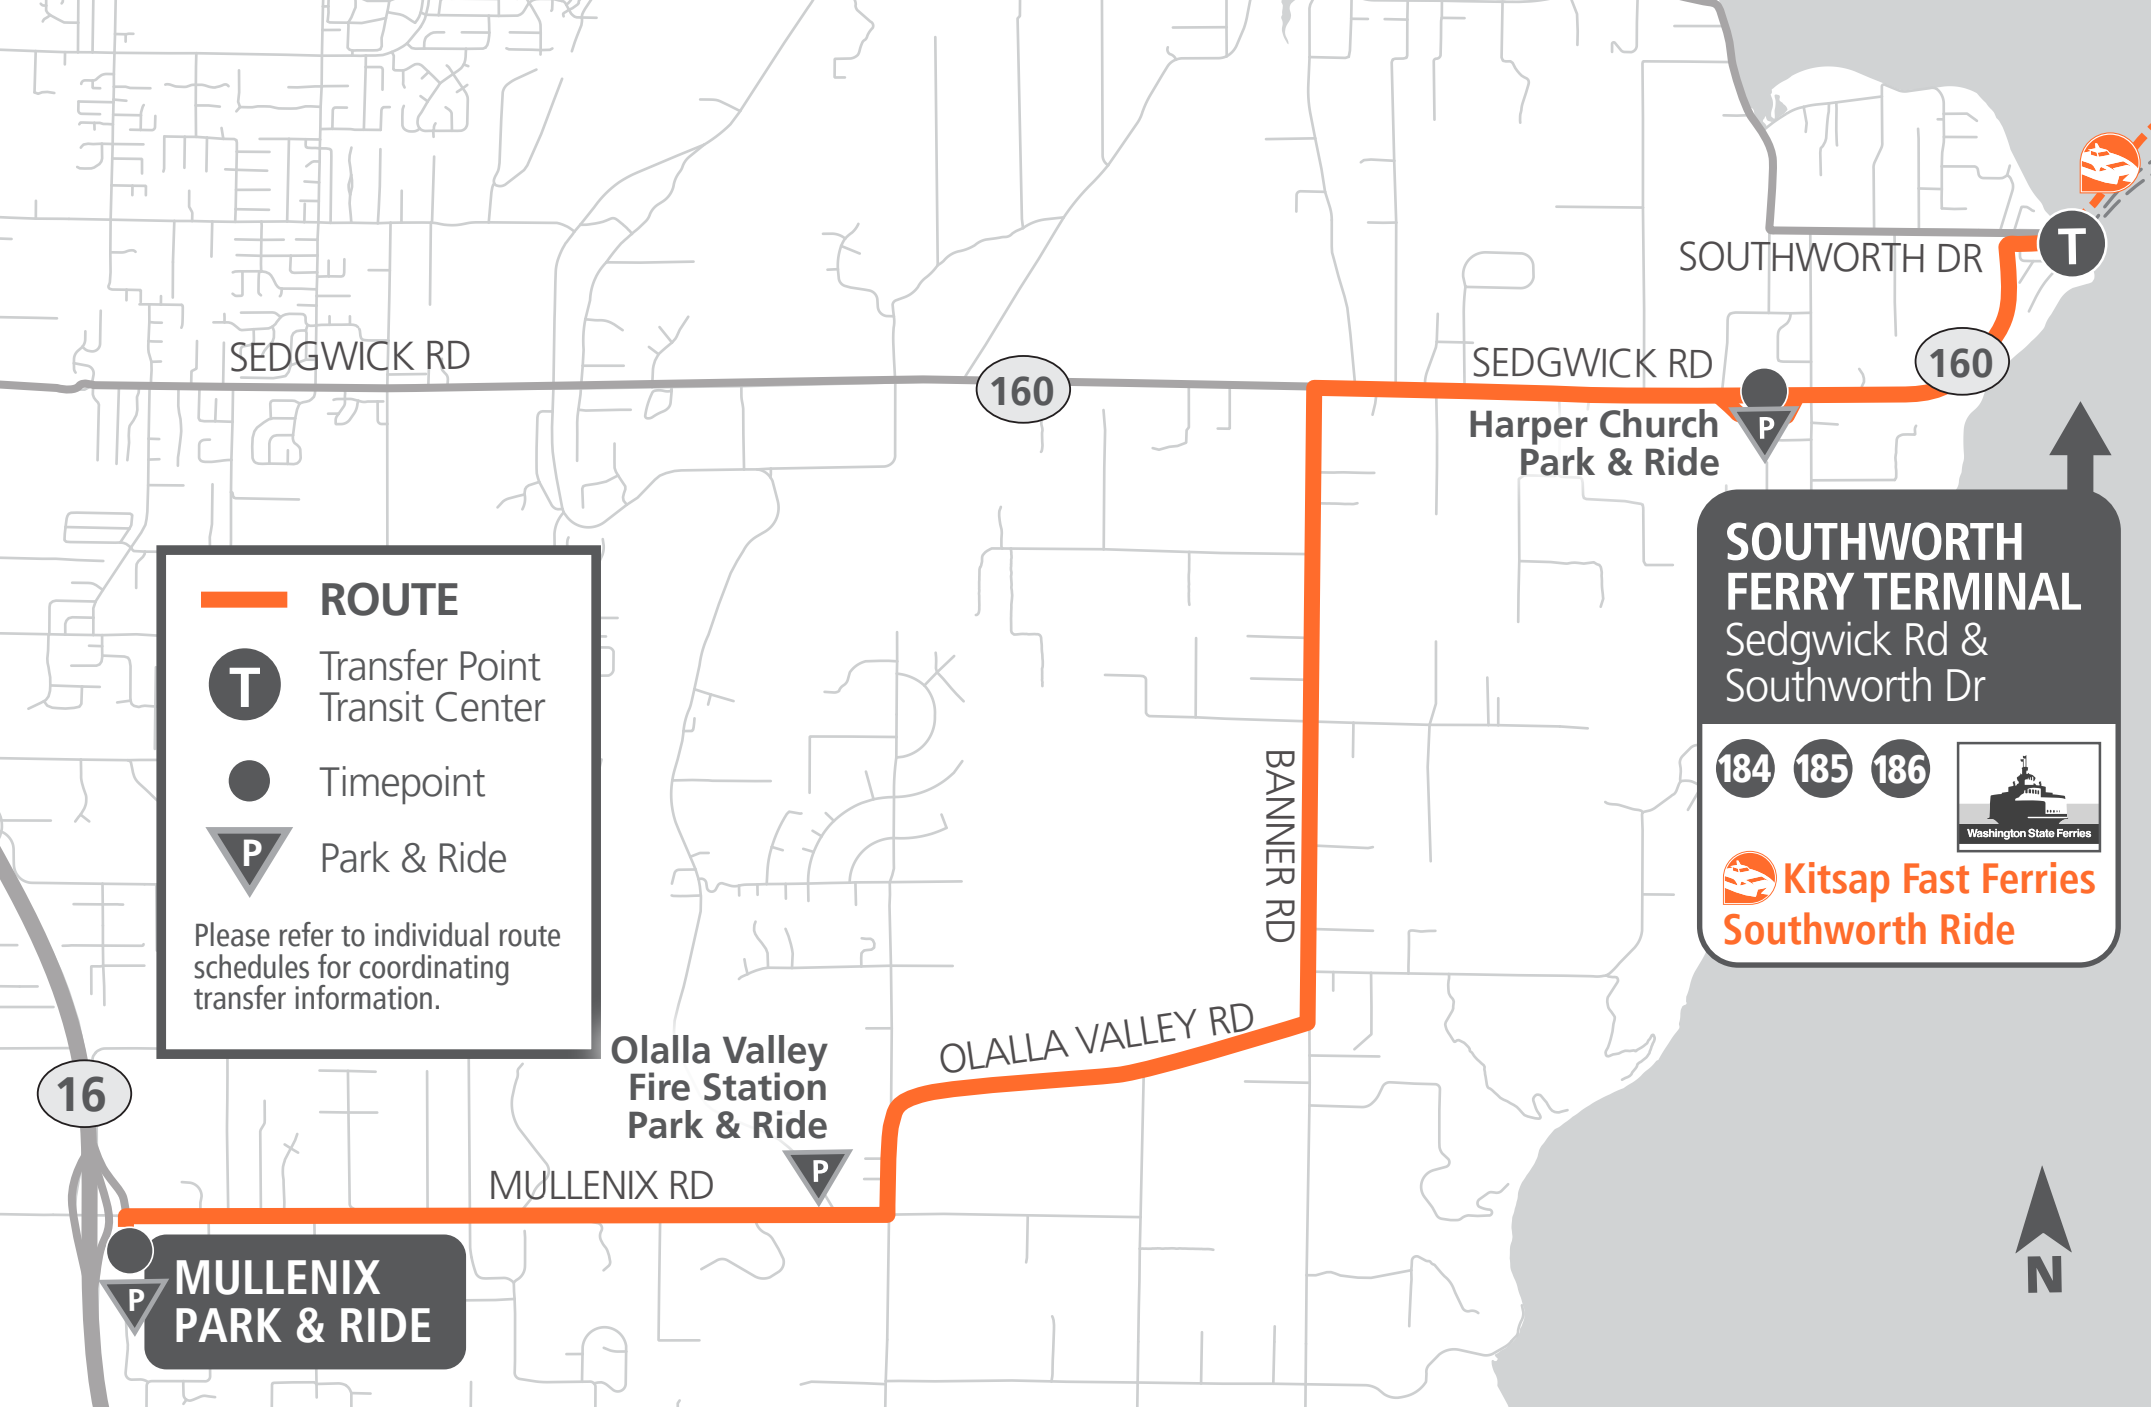 SOUTHWORTH DR
T
SEDGWICK RD
160
SEDGWICK RD
160
Harper Church
Park & Ride
P
SOUTHWORTH
FERRY TERMINAL
Sedgwick Rd &
Southworth Dr
184 185 186
Washington State Ferries
Kitsap Fast Ferries
Southworth Ride
ROUTE
T
Transfer Point
Transit Center
Timepoint
P
Park & Ride
Please refer to individual route
schedules for coordinating
transfer information.
BANNER RD
OLALLA VALLEY RD
Olalla Valley
Fire Station
Park & Ride
P
16
MULLENIX RD
MULLENIX
PARK & RIDE
P
N